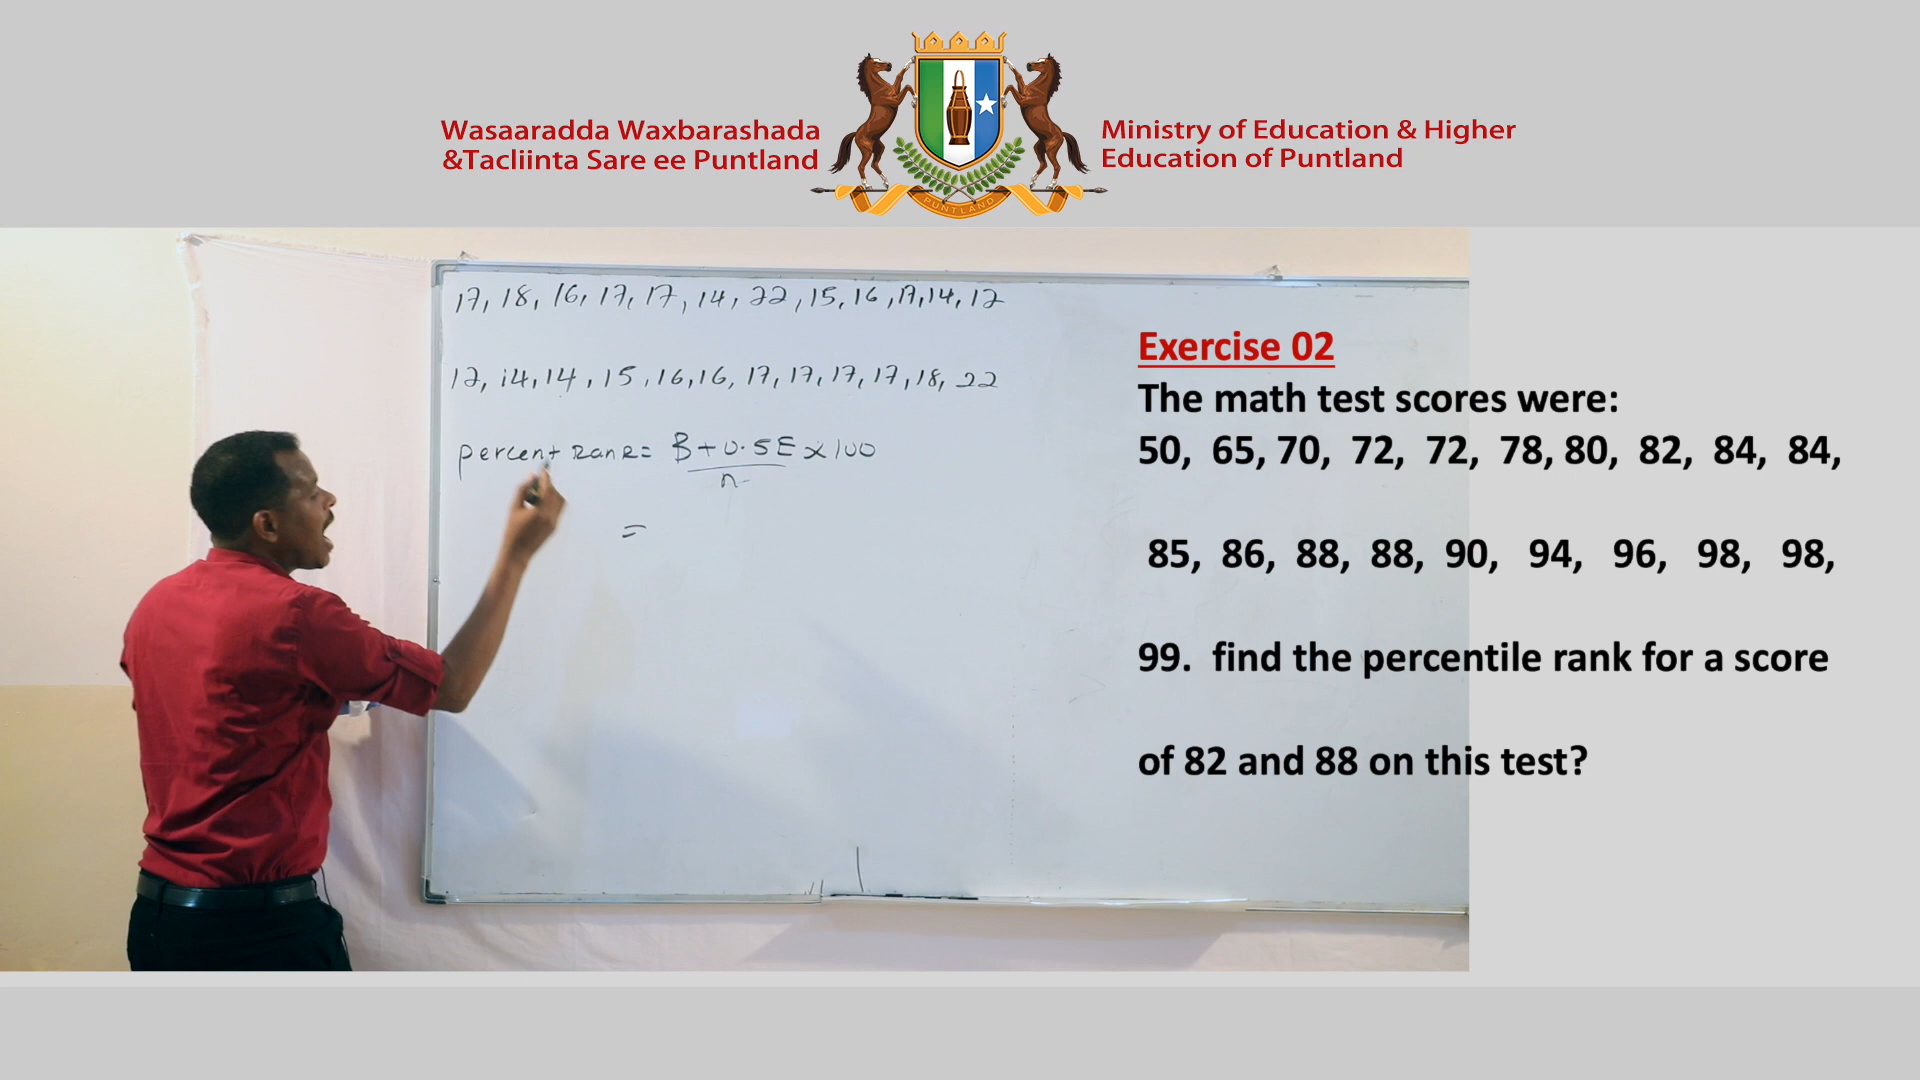 Wasaaradda Waxbarashada
&Tacliinta Sare ee Puntland
PUNTLAND
Ministry of Education & Higher
Education of Puntland
17, 18, 16, 17, 17, 14, 22, 15, 16, 17, 14, 12
12, 14, 14, 15, 16, 16, 17, 17, 17, 17, 18, 22
percent Rank = B + 0.5E x 100
n
=
Exercise 02
The math test scores were:
50, 65, 70, 72, 72, 78, 80, 82, 84, 84,
85, 86, 88, 88, 90, 94, 96, 98, 98,
99. find the percentile rank for a score
of 82 and 88 on this test?